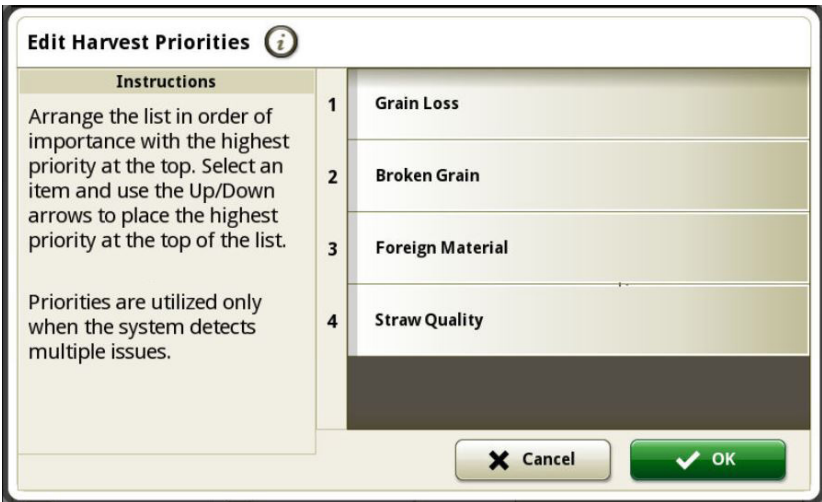 Edit Harvest Priorities i
Instructions
Arrange the list in order of
importance with the highest
priority at the top. Select an
item and use the Up/Down
arrows to place the highest
priority at the top of the list.
Priorities are utilized only
when the system detects
multiple issues.
1 Grain Loss
2 Broken Grain
3 Foreign Material
4 Straw Quality
Cancel
OK